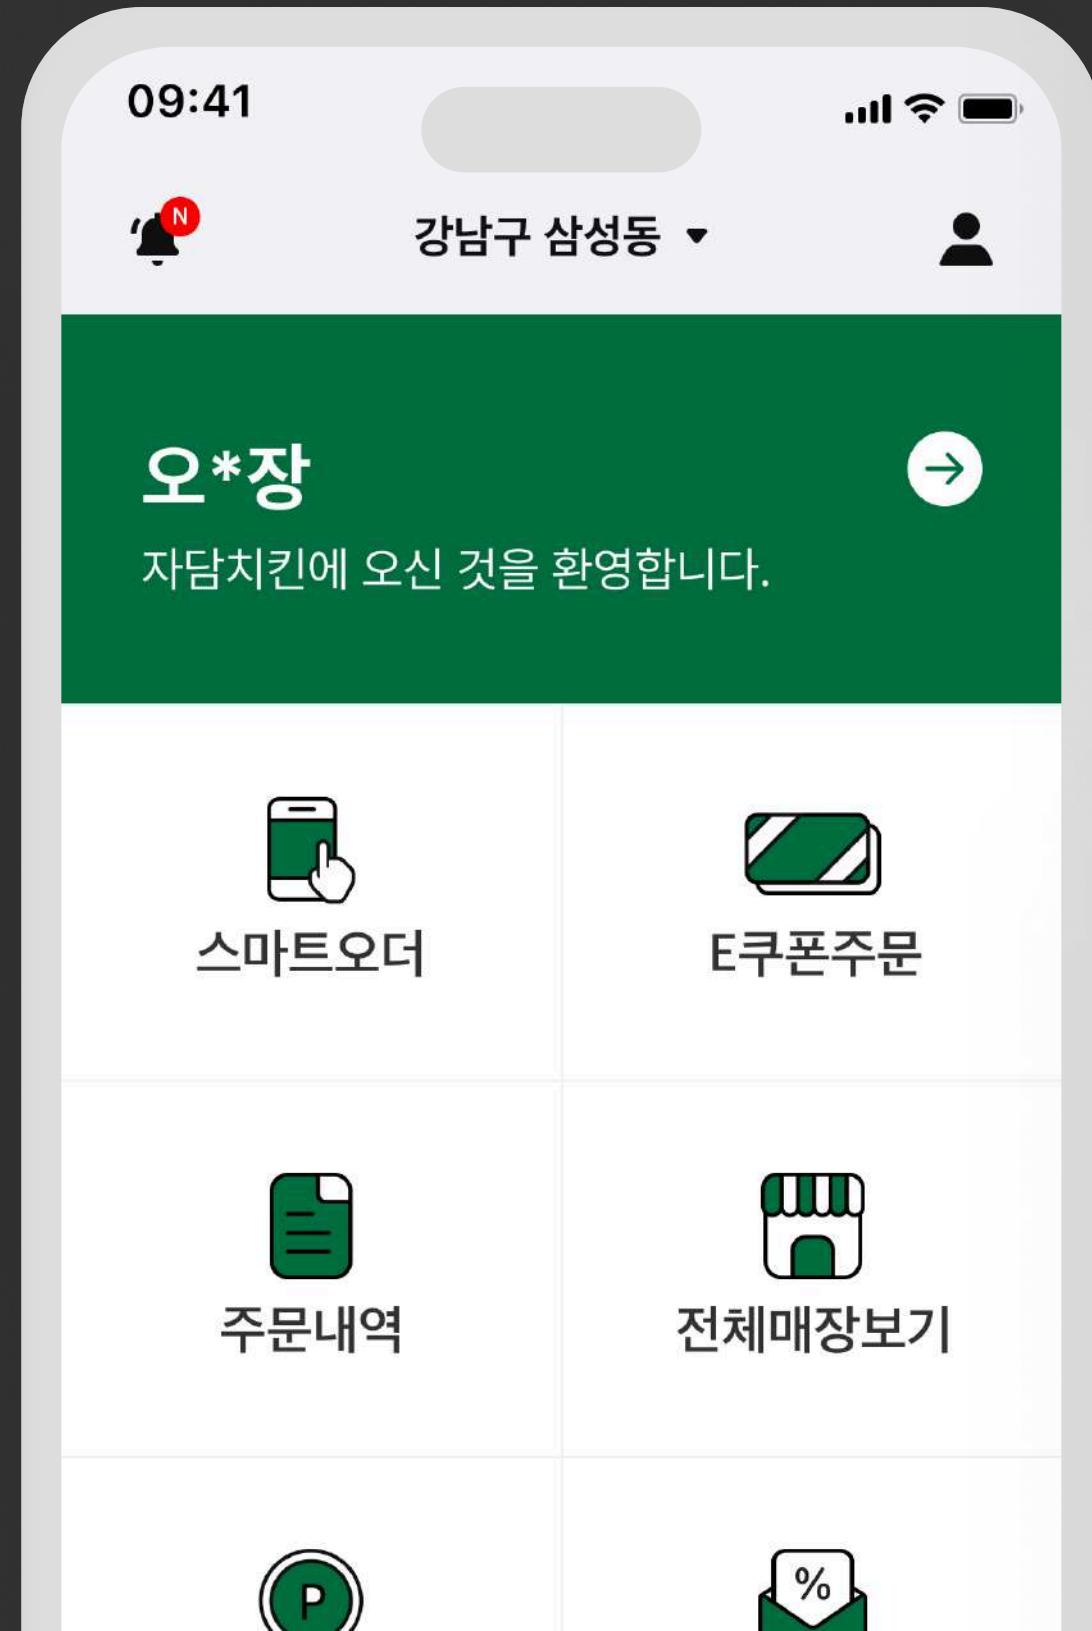 09:41
N
강남구 삼성동
오*장
자담치킨에 오신 것을 환영합니다.
스마트오더
E쿠폰주문
주문내역
전체매장보기
P
%